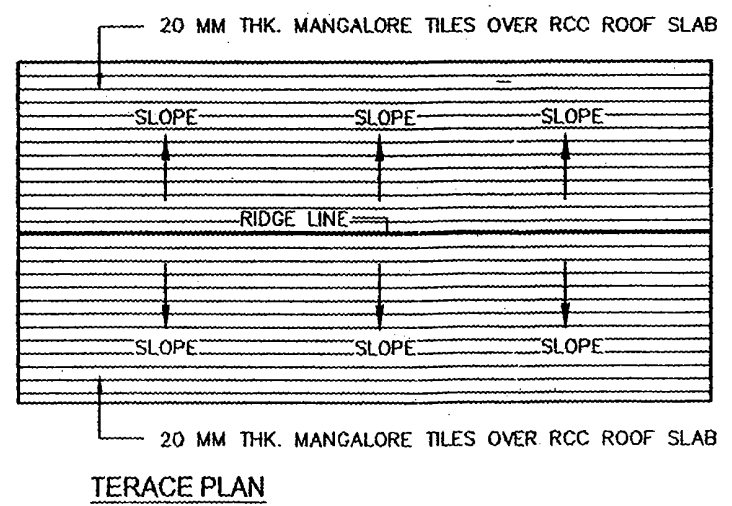 20 MM THK. MANGALORE TILES OVER RCC ROOF SLAB
SLOPE SLOPE SLOPE
RIDGE LINE
SLOPE SLOPE SLOPE
20 MM THK. MANGALORE TILES OVER RCC ROOF SLAB
TERACE PLAN